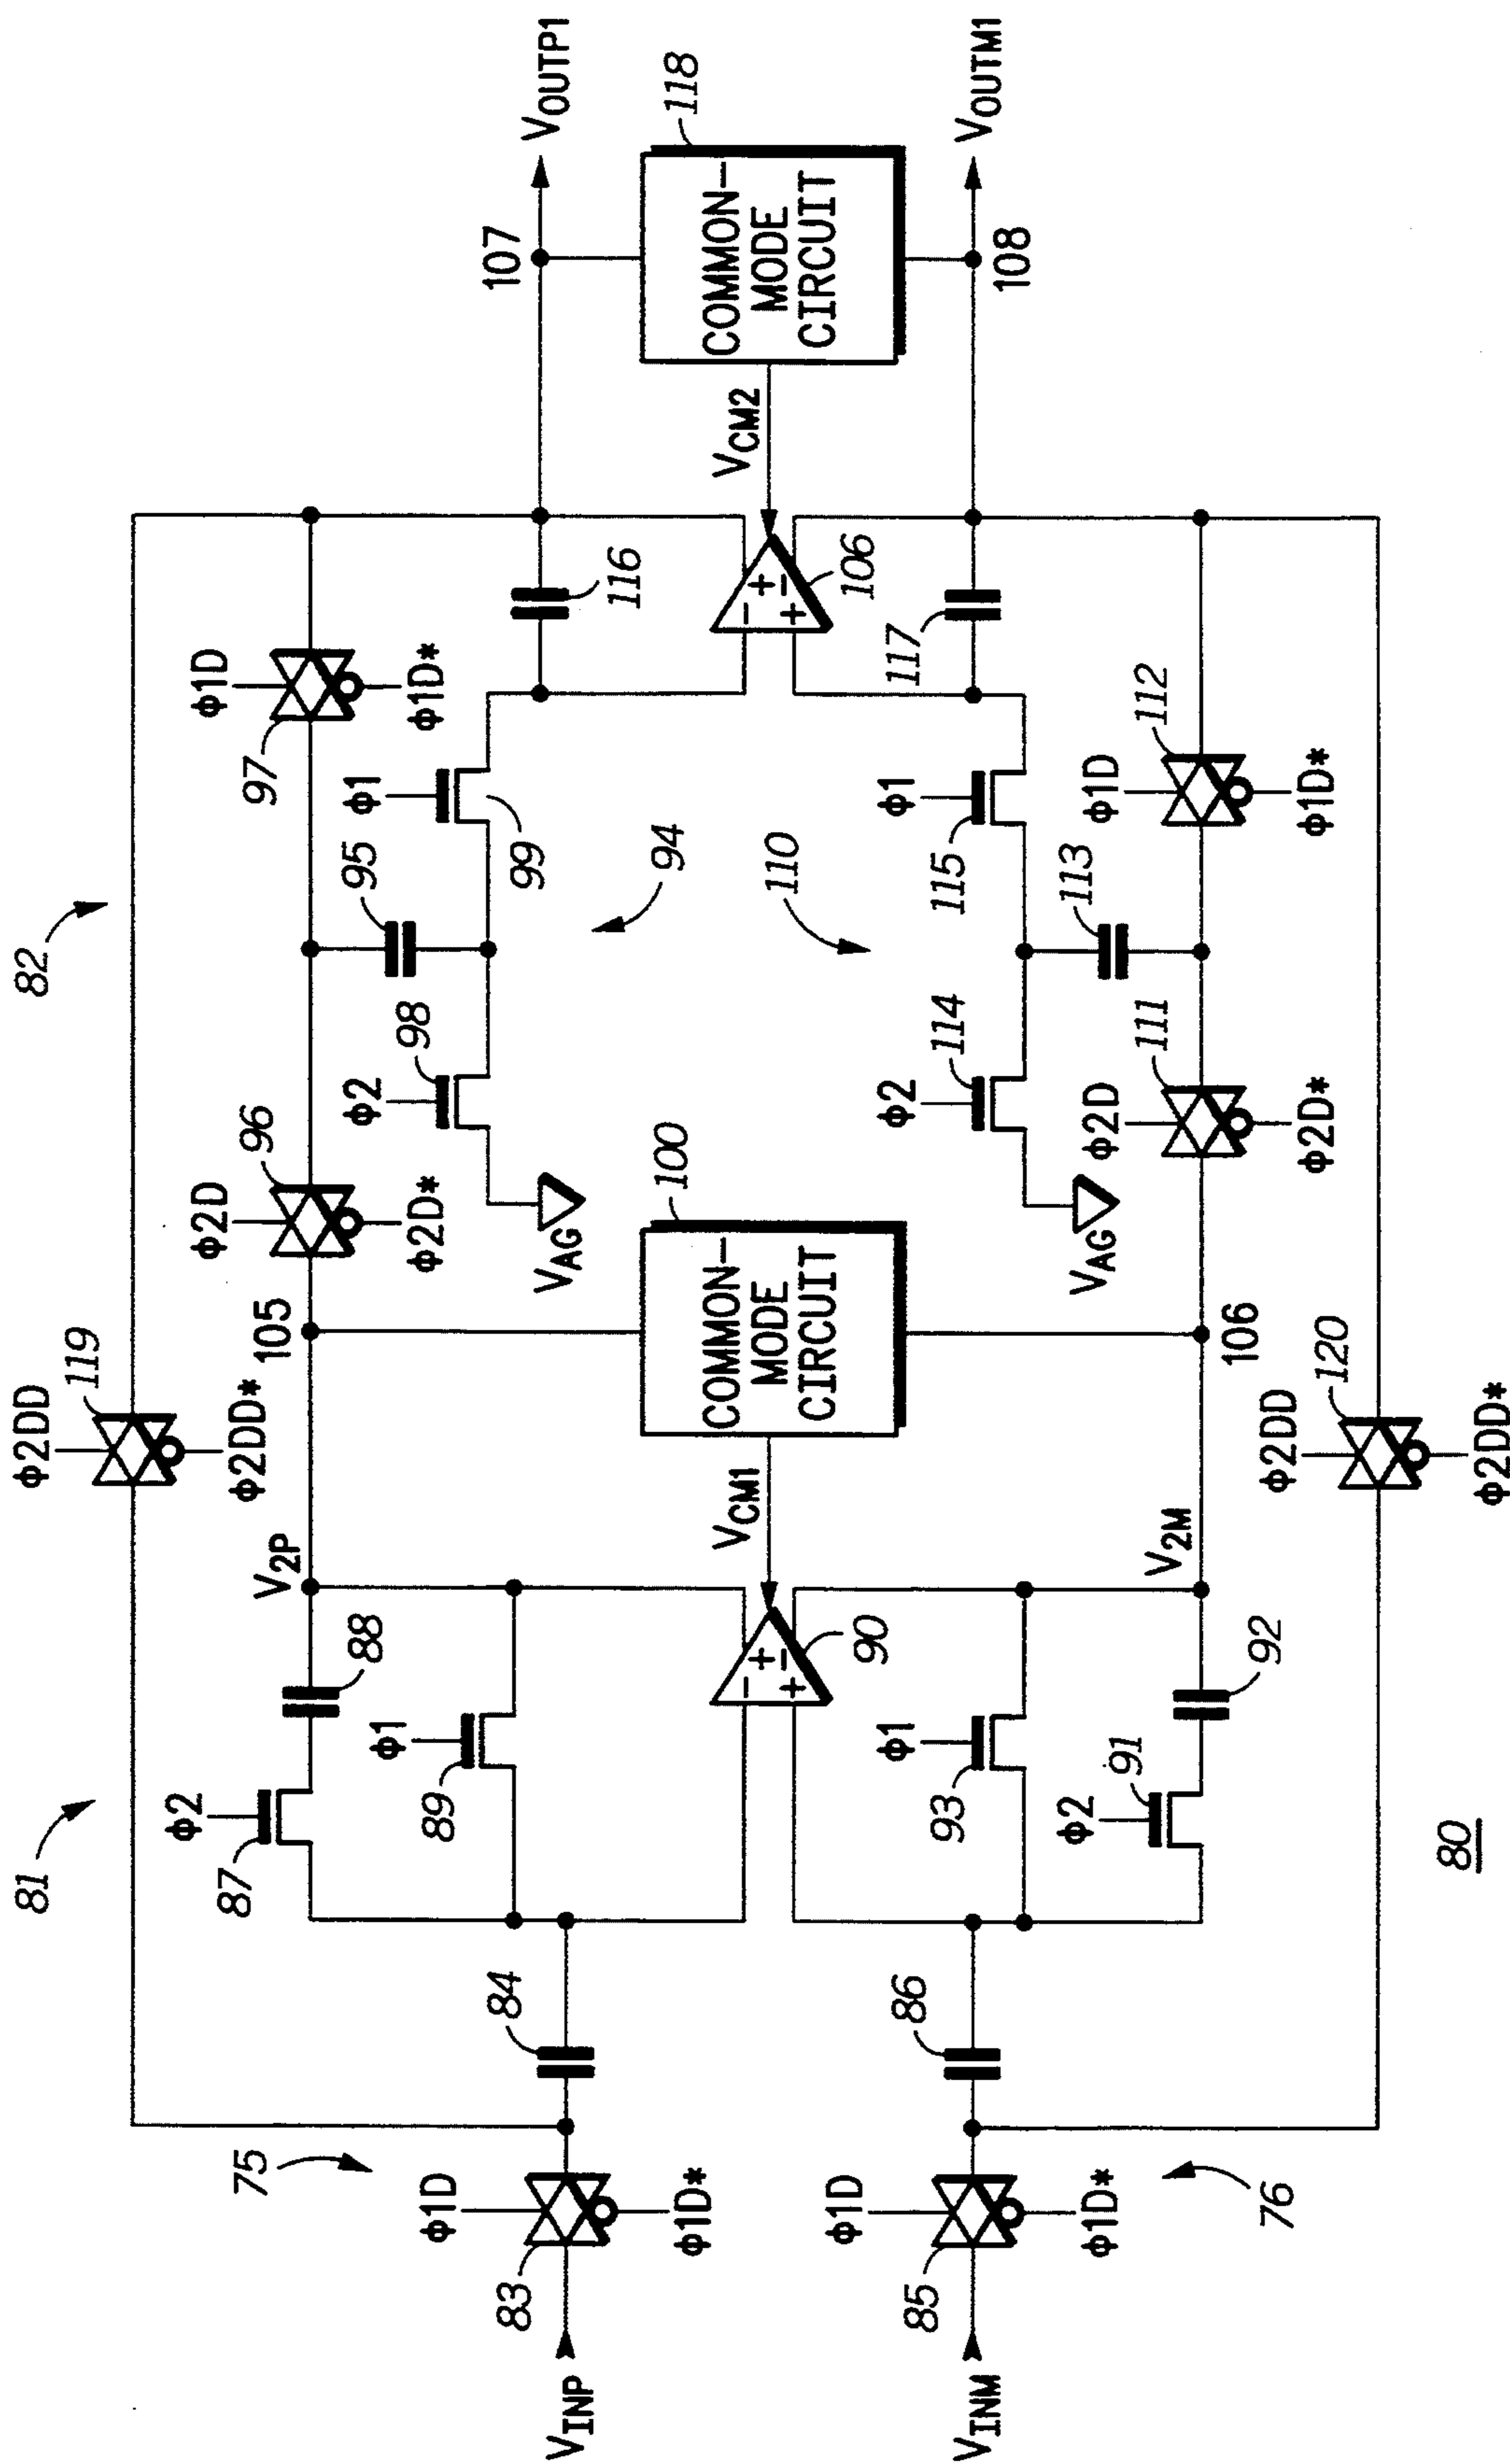 81
82
ϕ2DD
119
ϕ2DD*
ϕ2
87
88
V2P
105
ϕ2D
96
ϕ2D*
ϕ1D
97
ϕ1D*
ϕ1
89
ϕ2
98
95
ϕ1
99
VAG
94
116
107
VOUTP1
75
ϕ1D
83
ϕ1D*
VINP
84
90
- + + -
VCM1
COMMON-
MODE
CIRCUIT
100
106
- + + -
VCM2
COMMON-
MODE
CIRCUIT
118
110
ϕ1D
85
ϕ1D*
VINM
86
ϕ1
93
ϕ2
91
92
V2M
106
ϕ2
114
VAG
ϕ1
115
113
ϕ2D
111
ϕ2D*
ϕ1D
112
ϕ1D*
117
108
VOUTM1
76
ϕ2DD
120
ϕ2DD*
80